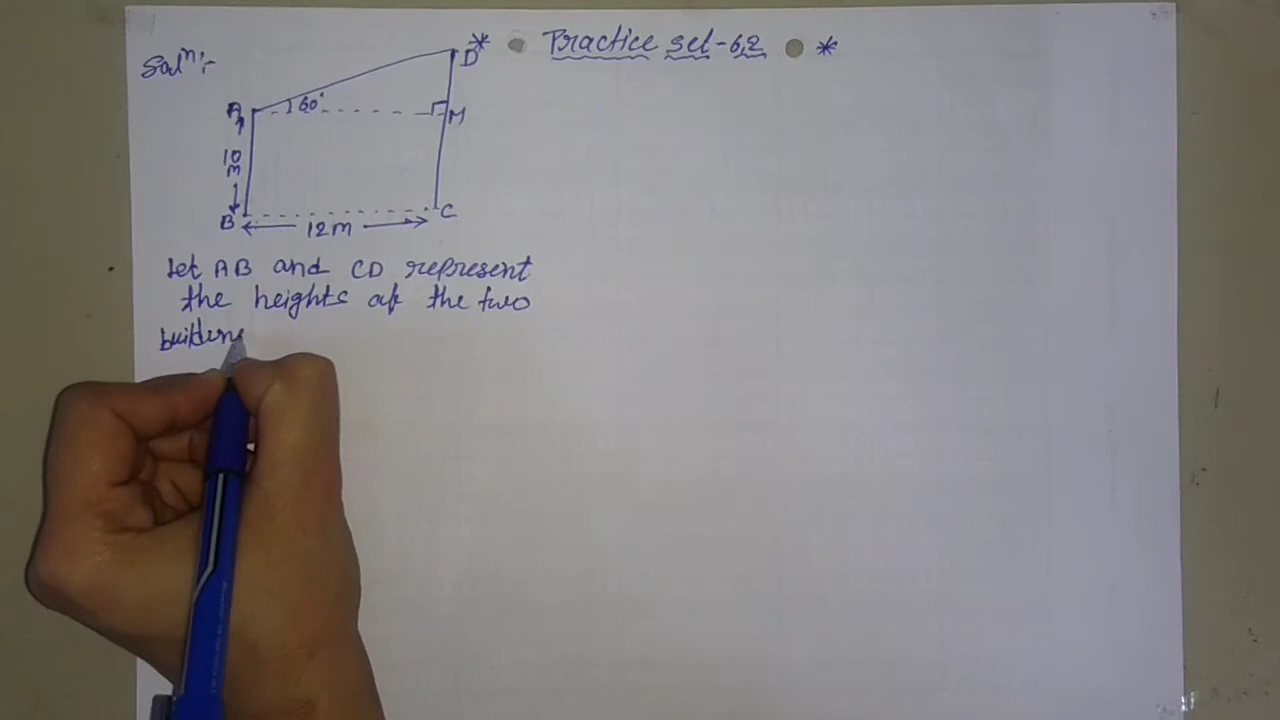 * Practice set-6.2 *
Solⁿ:-
D
A 60° M
10 m
B C
12m
Let AB and CD represent
the heights of the two
buildin